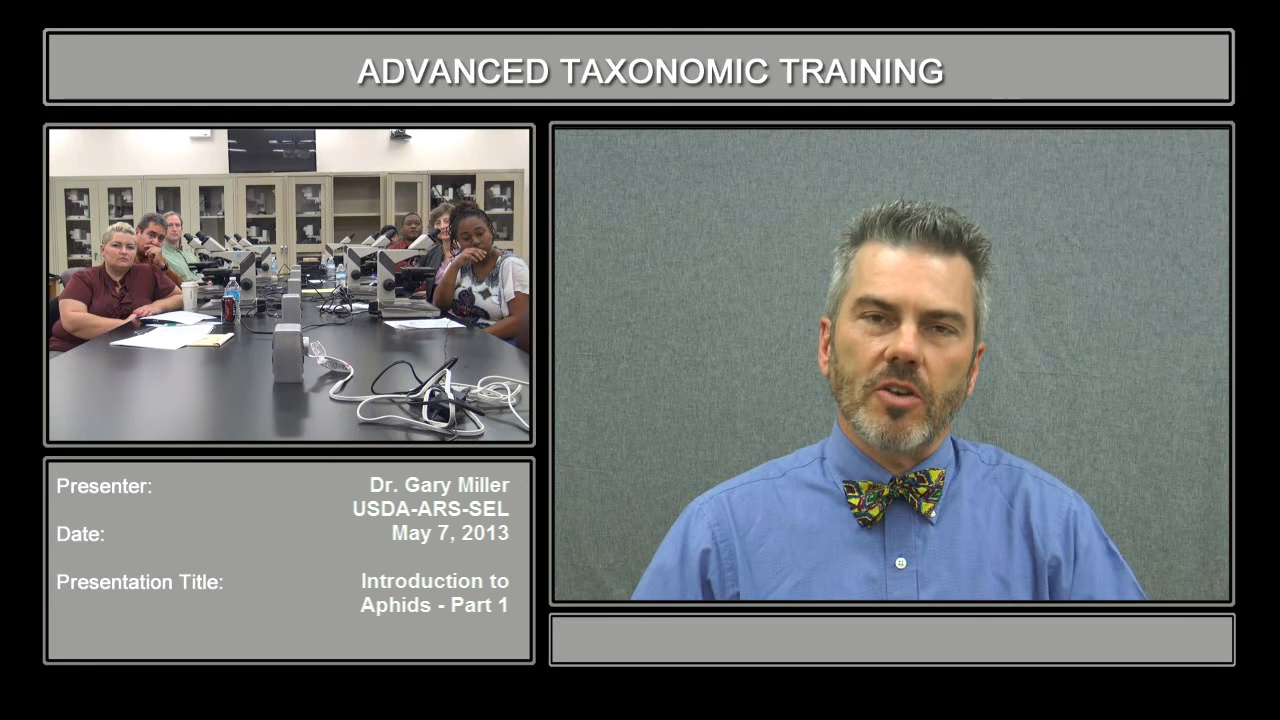 ADVANCED TAXONOMIC TRAINING
Presenter: Dr. Gary Miller
USDA-ARS-SEL
Date: May 7, 2013
Presentation Title: Introduction to
Aphids - Part 1